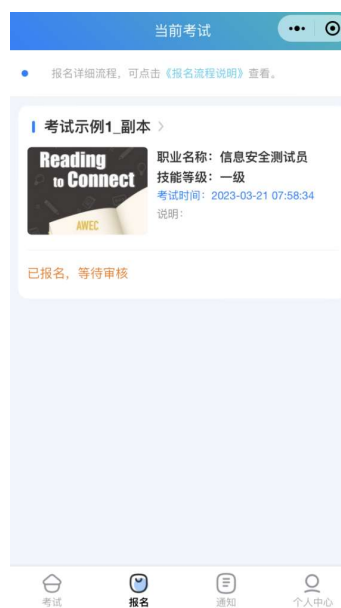 当前考试
报名详细流程，可点击《报名流程说明》查看。
考试示例1_副本
Reading
to Connect
AWEC
职业名称：信息安全测试员
技能等级：一级
考试时间：2023-03-21 07:58:34
说明：
已报名，等待审核
考试
报名
通知
个人中心